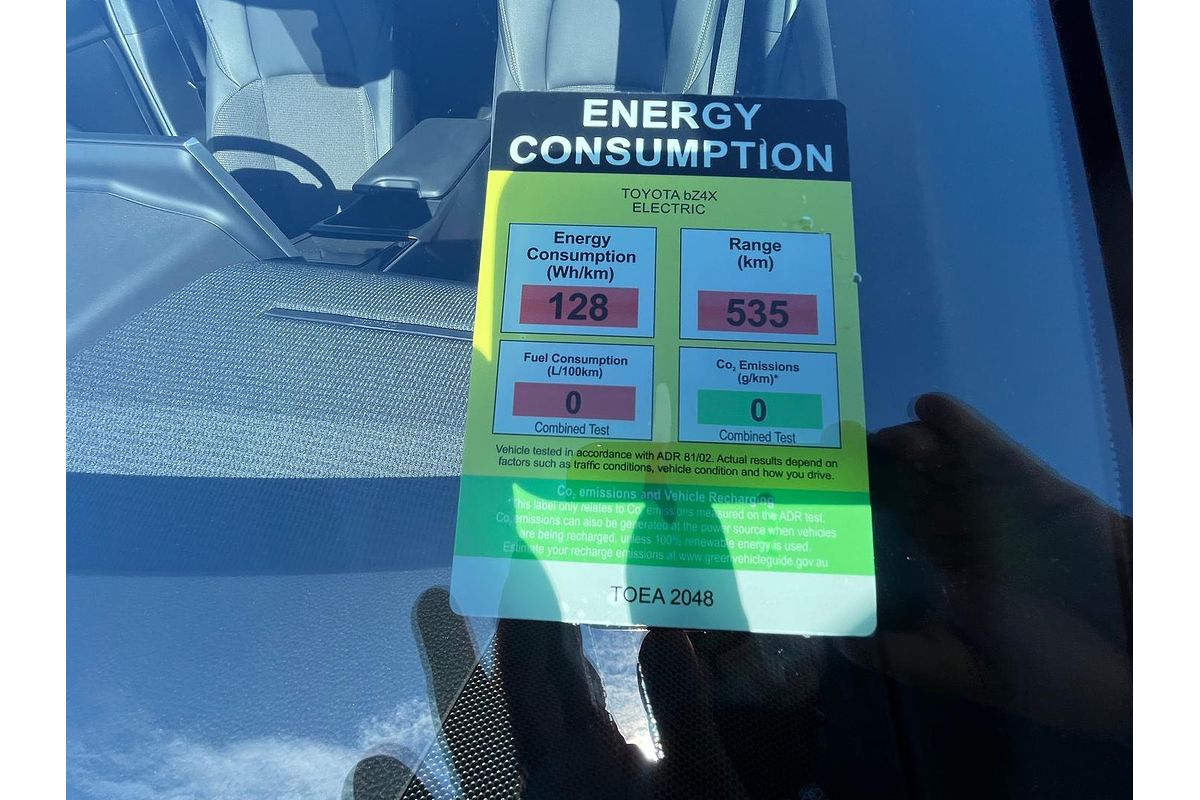 ENERGY
CONSUMPTION
TOYOTA bZ4X
ELECTRIC
Energy
Consumption
(Wh/km)
128
Range
(km)
535
Fuel Consumption
(L/100km)
0
Combined Test
Co₂ Emissions
(g/km)*
0
Combined Test
Vehicle tested in accordance with ADR 81/02. Actual results depend on
factors such as traffic conditions, vehicle condition and how you drive.
Co₂ emissions and Vehicle Recharging
*This label only relates to Co₂ emissions measured on the ADR test.
Co₂ emissions can also be generated at the power source when vehicles
are being recharged, unless 100% renewable energy is used.
Estimate your recharge emissions at www.greenvehicleguide.gov.au
TOEA 2048